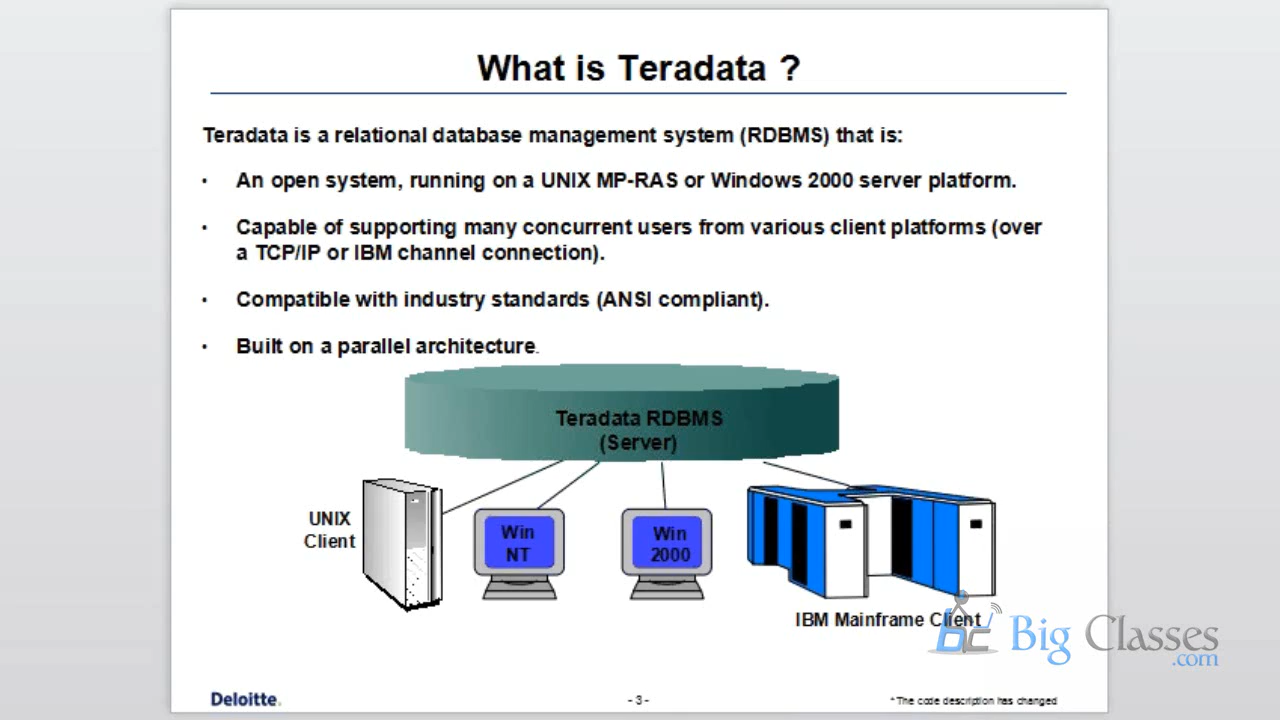 What is Teradata ?
Teradata is a relational database management system (RDBMS) that is:
• An open system, running on a UNIX MP-RAS or Windows 2000 server platform.
• Capable of supporting many concurrent users from various client platforms (over
a TCP/IP or IBM channel connection).
• Compatible with industry standards (ANSI compliant).
• Built on a parallel architecture.
Teradata RDBMS
(Server)
UNIX
Client
Win
NT
Win
2000
IBM Mainframe Client
bc Big Classes
.com
Deloitte.
- 3 -
* The code description has changed